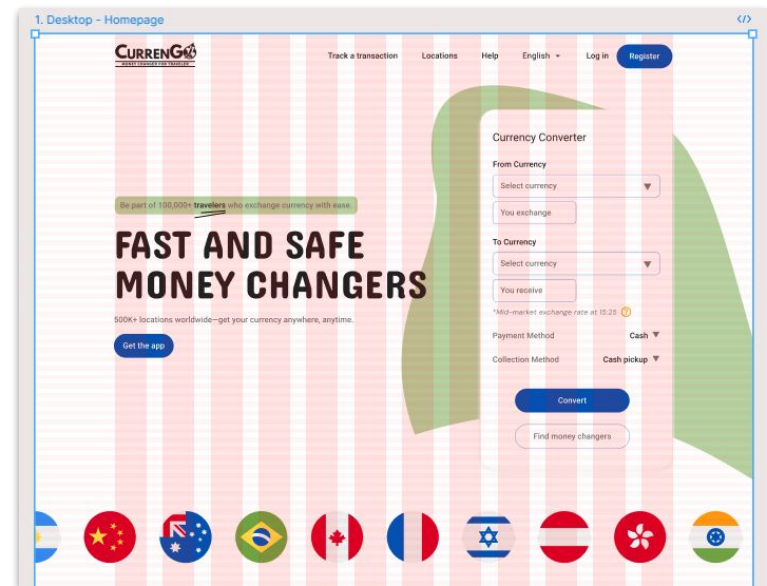 1. Desktop - Homepage
</>
CURRENGO
MONEY CHANGER FOR TRAVELER
Track a transaction
Locations
Help
English
Log in
Register
Be part of 100,000+ travelers who exchange currency with ease.
FAST AND SAFE
MONEY CHANGERS
500K+ locations worldwide—get your currency anywhere, anytime.
Get the app
Currency Converter
From Currency
Select currency
You exchange
To Currency
Select currency
You receive
*Mid-market exchange rate at 15:25 ?
Payment Method
Cash
Collection Method
Cash pickup
Convert
Find money changers